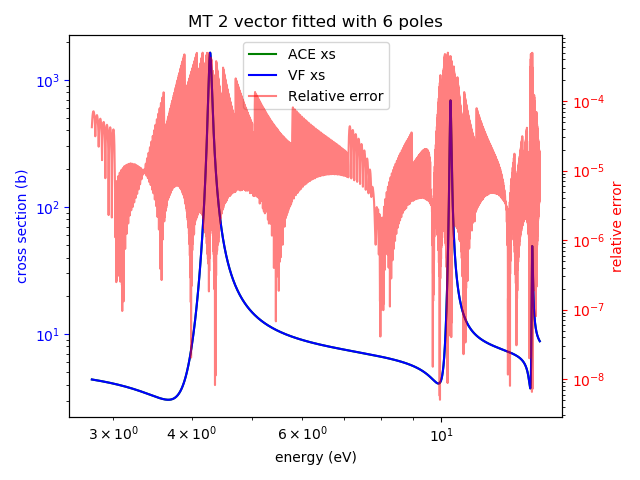 MT 2 vector fitted with 6 poles
ACE xs
VF xs
Relative error
10³
10²
10¹
cross section (b)
10⁻⁴
10⁻⁵
10⁻⁶
10⁻⁷
10⁻⁸
relative error
3 × 10⁰
4 × 10⁰
6 × 10⁰
10¹
energy (eV)